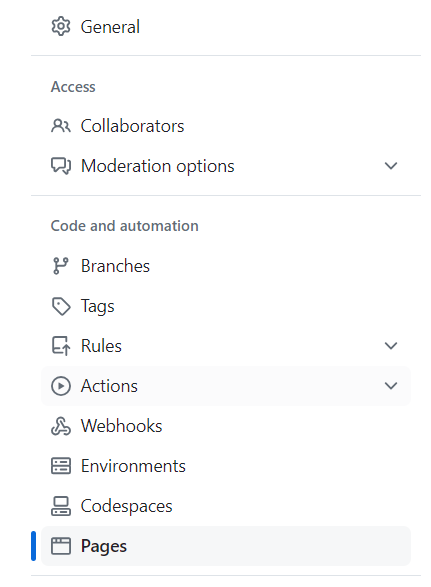 General
Access
Collaborators
Moderation options
Code and automation
Branches
Tags
Rules
Actions
Webhooks
Environments
Codespaces
Pages